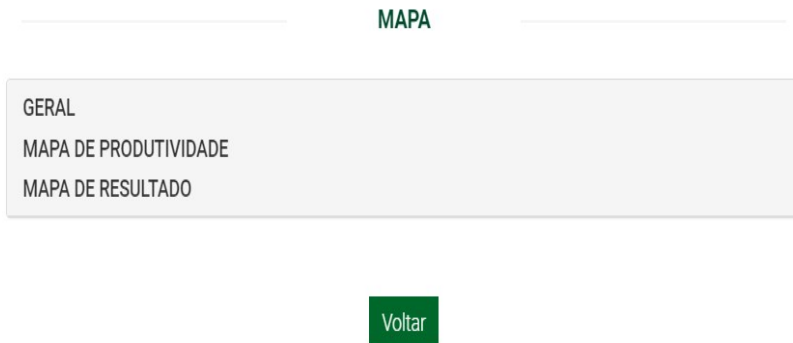 MAPA
GERAL
MAPA DE PRODUTIVIDADE
MAPA DE RESULTADO
Voltar